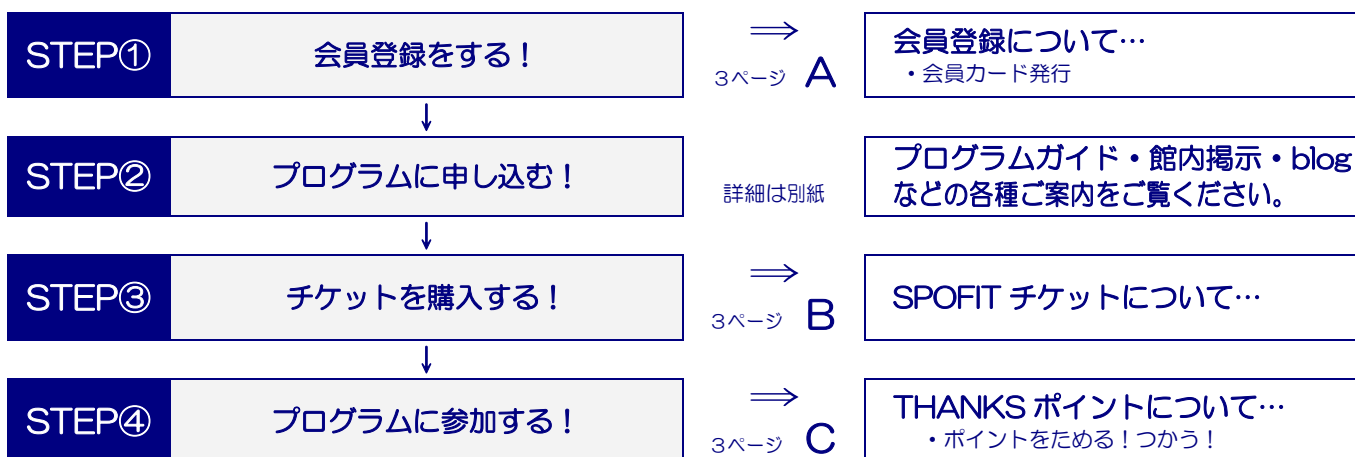 STEP① 会員登録をする！ ⇒ 会員登録について…
3ページ A ・会員カード発行
↓
STEP② プログラムに申し込む！ 詳細は別紙 プログラムガイド・館内掲示・blog
などの各種ご案内をご覧ください。
↓
STEP③ チケットを購入する！ ⇒ SPOFIT チケットについて…
3ページ B
↓
STEP④ プログラムに参加する！ ⇒ THANKS ポイントについて…
3ページ C ・ポイントをためる！つかう！